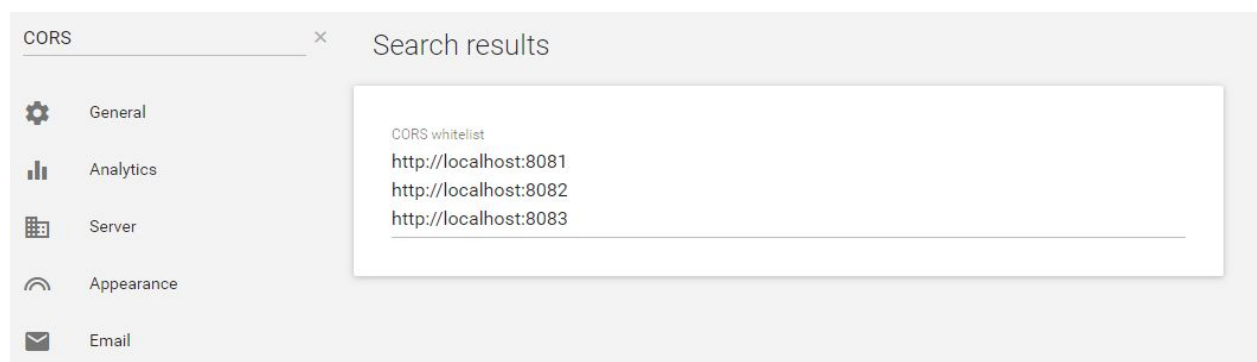 CORS
General
Analytics
Server
Appearance
Email
Search results
CORS whitelist
http://localhost:8081
http://localhost:8082
http://localhost:8083